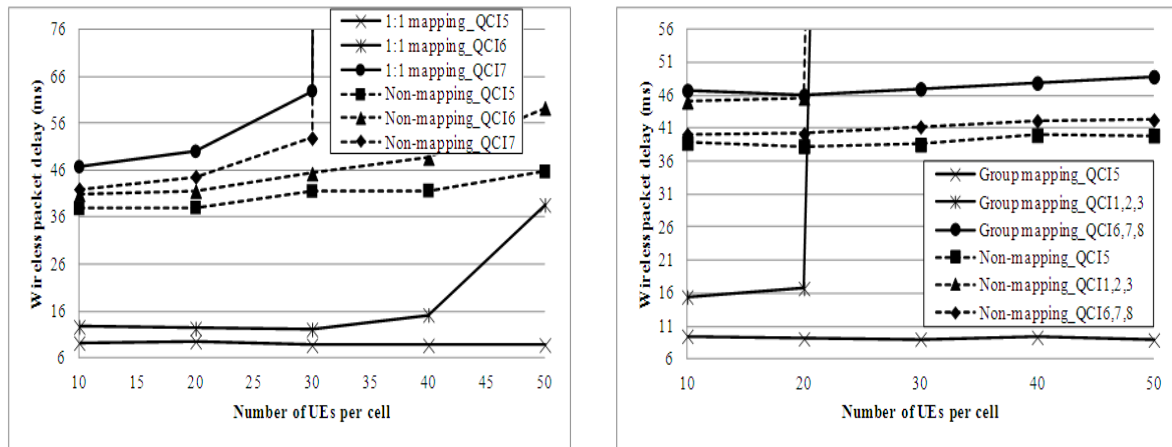 76
66
56
46
36
26
16
6
Wireless packet delay (ms)
1:1 mapping_QCI5
1:1 mapping_QCI6
1:1 mapping_QCI7
Non-mapping_QCI5
Non-mapping_QCI6
Non-mapping_QCI7
10 15 20 25 30 35 40 45 50
Number of UEs per cell
56
51
46
41
36
31
26
21
16
11
6
Wireless packet delay (ms)
Group mapping_QCI5
Group mapping_QCI1,2,3
Group mapping_QCI6,7,8
Non-mapping_QCI5
Non-mapping_QCI1,2,3
Non-mapping_QCI6,7,8
10 20 30 40 50
Number of UEs per cell